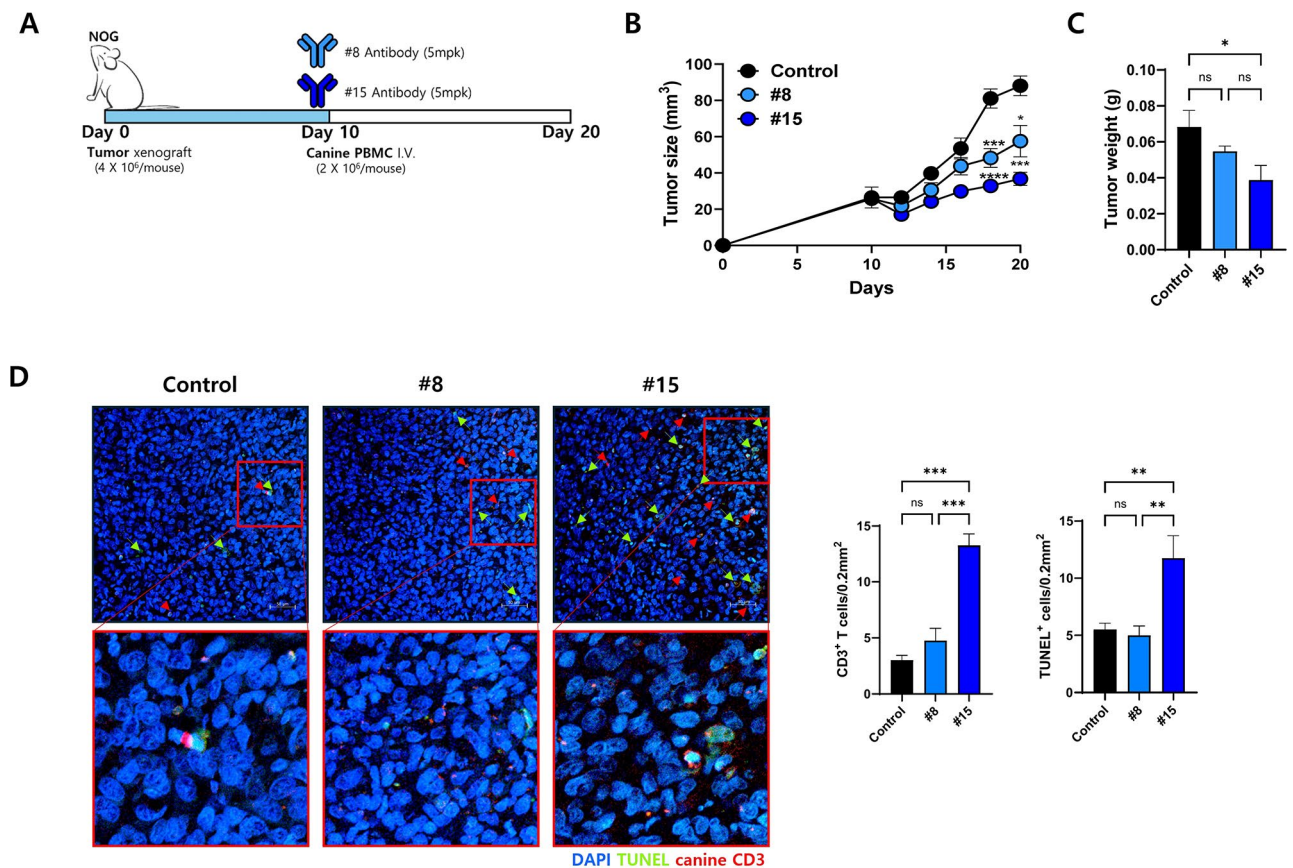 A
NOG
#8 Antibody (5mpk)
#15 Antibody (5mpk)
Day 0
Day 10
Day 20
Tumor xenograft
(4 X 10⁶/mouse)
Canine PBMC I.V.
(2 X 10⁶/mouse)
B
Control
#8
#15
Tumor size (mm³)
100
80
60
40
20
0
0 5 10 15 20
Days
***
*
****
***
C
*
ns ns
Tumor weight (g)
0.10
0.08
0.06
0.04
0.02
0.00
Control #8 #15
D
Control #8 #15
DAPI TUNEL canine CD3
***
ns ***
CD3⁺ T cells/0.2mm²
15
10
5
0
Control #8 #15
**
ns **
TUNEL⁺ cells/0.2mm²
15
10
5
0
Control #8 #15